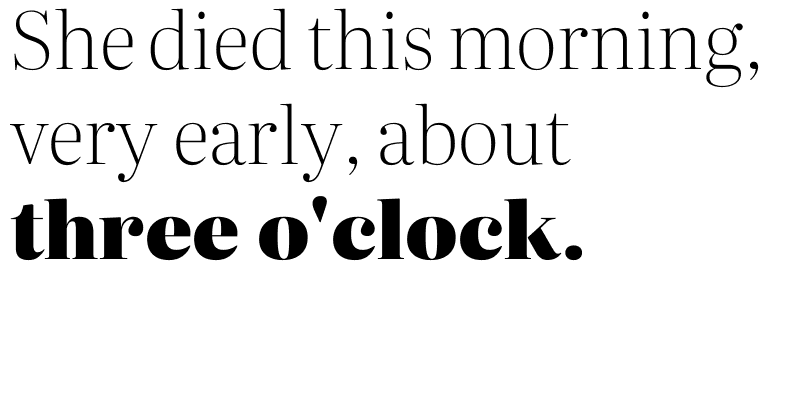 She died this morning,
very early, about
three o'clock.